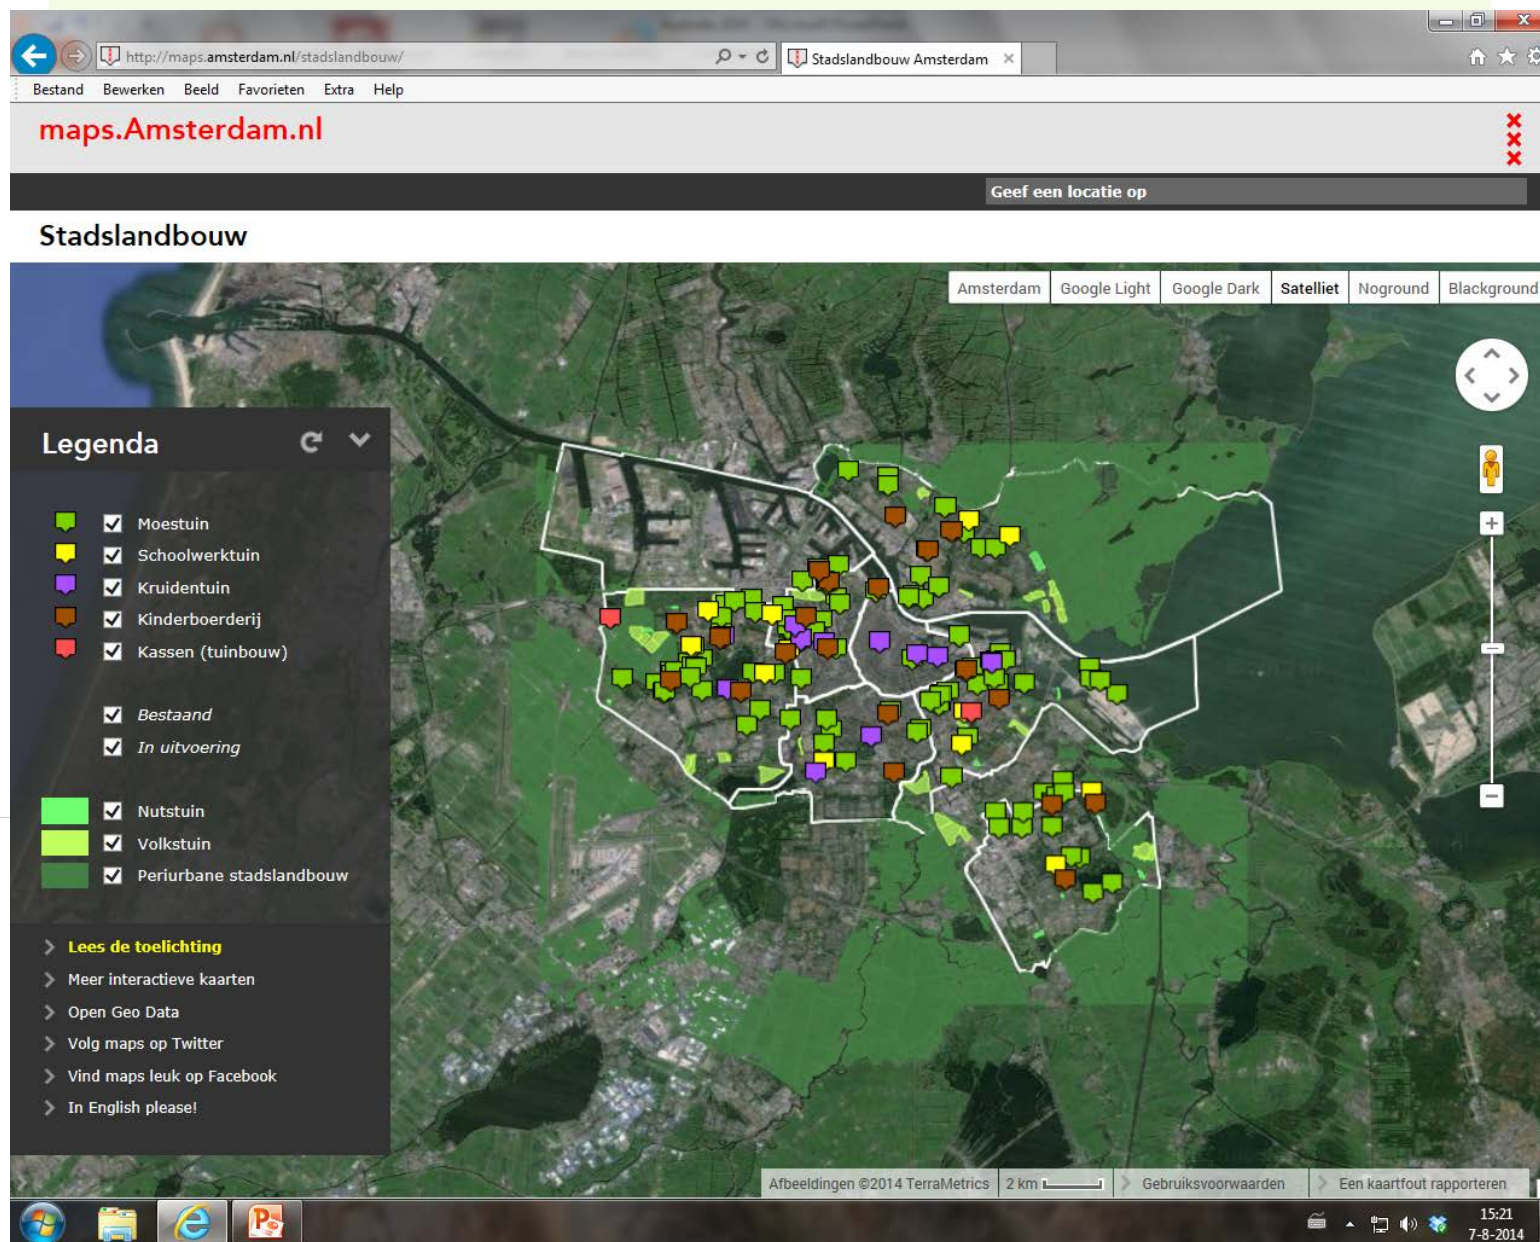 http://maps.amsterdam.nl/stadslandbouw/
Stadslandbouw Amsterdam
Bestand Bewerken Beeld Favorieten Extra Help
maps.Amsterdam.nl
Geef een locatie op
Stadslandbouw
Amsterdam Google Light Google Dark Satelliet Noground Blackground
Legenda
Moestuin
Schoolwerktuin
Kruidentuin
Kinderboerderij
Kassen (tuinbouw)
Bestaand
In uitvoering
Nutstuin
Volkstuin
Periurbane stadslandbouw
Lees de toelichting
Meer interactieve kaarten
Open Geo Data
Volg maps op Twitter
Vind maps leuk op Facebook
In English please!
Afbeeldingen ©2014 TerraMetrics 2 km Gebruiksvoorwaarden Een kaartfout rapporteren
15:21
7-8-2014